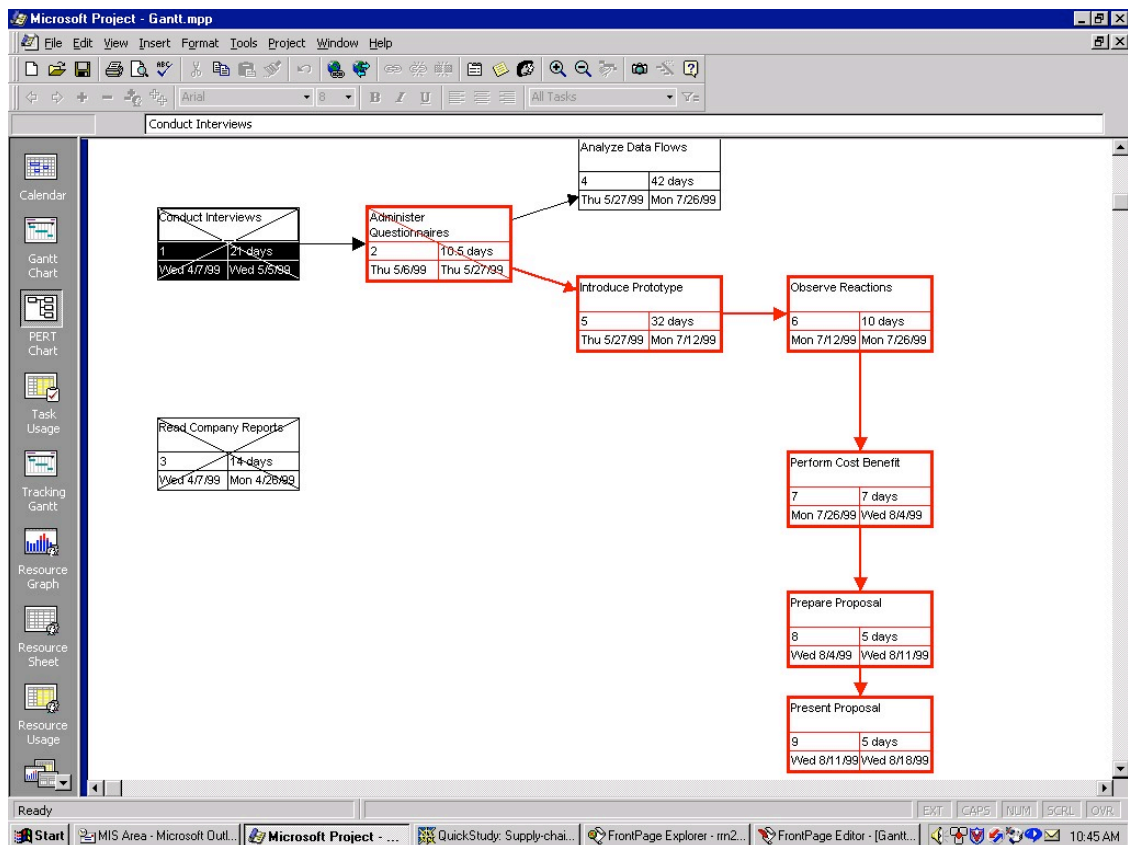 Microsoft Project - Gantt.mpp
File Edit View Insert Format Tools Project Window Help
Arial 8 B I U All Tasks
Conduct Interviews
Calendar
Gantt
Chart
PERT
Chart
Task
Usage
Tracking
Gantt
Resource
Graph
Resource
Sheet
Resource
Usage
Analyze Data Flows
4 42 days
Thu 5/27/99 Mon 7/26/99
Conduct Interviews
1 21 days
Wed 4/7/99 Wed 5/5/99
Administer
Questionnaires
2 10.5 days
Thu 5/6/99 Thu 5/27/99
Introduce Prototype
5 32 days
Thu 5/27/99 Mon 7/12/99
Observe Reactions
6 10 days
Mon 7/12/99 Mon 7/26/99
Read Company Reports
3 14 days
Wed 4/7/99 Mon 4/26/99
Perform Cost Benefit
7 7 days
Mon 7/26/99 Wed 8/4/99
Prepare Proposal
8 5 days
Wed 8/4/99 Wed 8/11/99
Present Proposal
9 5 days
Wed 8/11/99 Wed 8/18/99
Ready EXT CAPS NUM SCRL OVR
Start MIS Area - Microsoft Outl... Microsoft Project - ... QuickStudy: Supply-chai... FrontPage Explorer - rrn2... FrontPage Editor - [Gantt... 10:45 AM